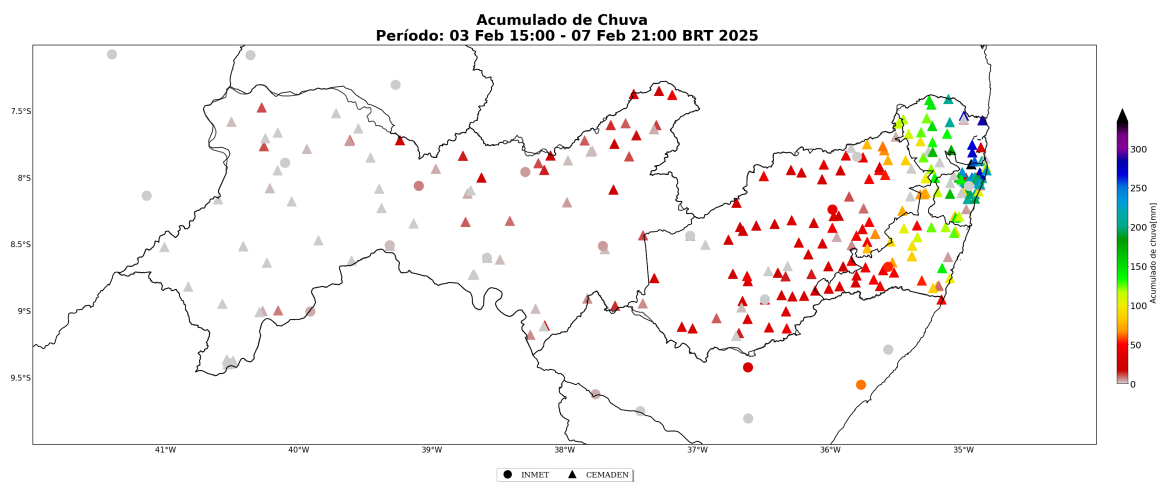 Acumulado de Chuva
Período: 03 Feb 15:00 - 07 Feb 21:00 BRT 2025
7.5°S
8°S
8.5°S
9°S
9.5°S
41°W
40°W
39°W
38°W
37°W
36°W
35°W
300
250
200
150
100
50
0
Acumulado de chuva[mm]
INMET
CEMADEN